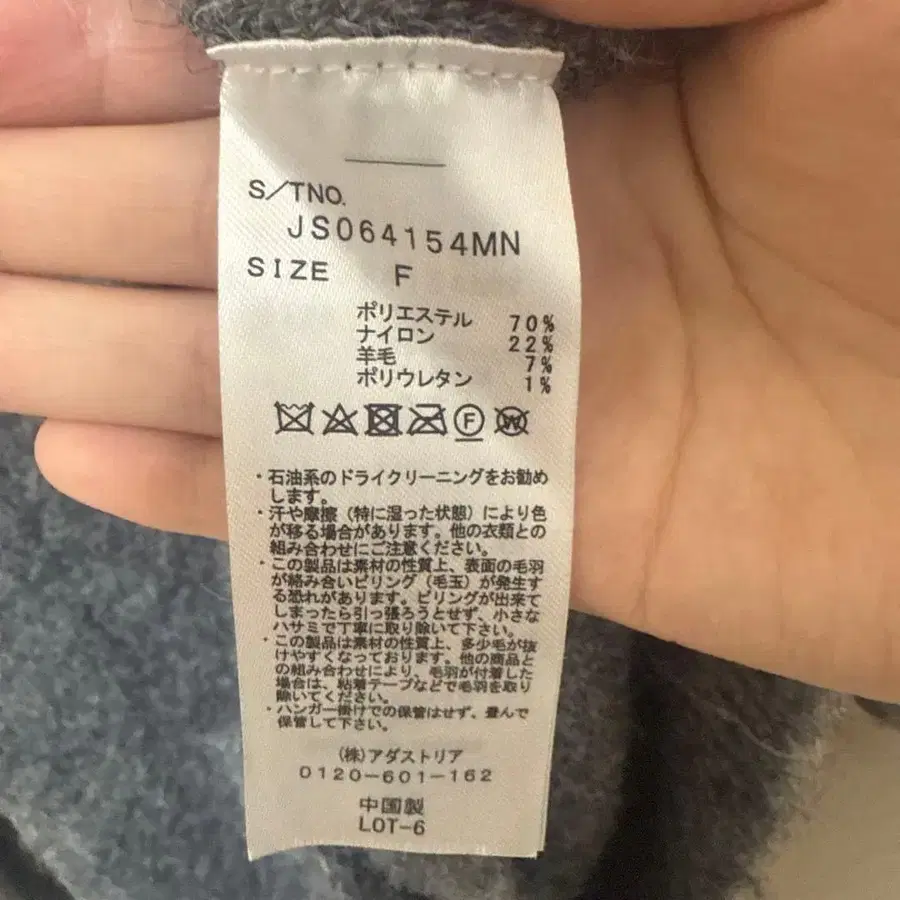 S/TNO.
JS064154MN
SIZE F
ポリエステル 70%
ナイロン 22%
羊毛 7%
ポリウレタン 1%
F W
・石油系のドライクリーニングをお勧め
します。
・汗や摩擦（特に湿った状態）により色
が移る場合があります。他の衣類との
組み合わせにご注意ください。
・この製品は素材の性質上、表面の毛羽
が絡み合いピリング（毛玉）が発生す
る恐れがあります。ピリングが出来て
しまったら引っ張ろうとせず、小さな
ハサミで丁寧に取り除いて下さい。
・この製品は素材の性質上、多少毛が抜
けやすくなっております。他の商品と
の組み合わせにより、毛羽が付着した
場合は、粘着テープなどで毛羽を取り
除いてください。
・ハンガー掛けでの保管はせず、畳んで
保管して下さい。
(株)アダストリア
0120-601-162
中国製
LOT-6